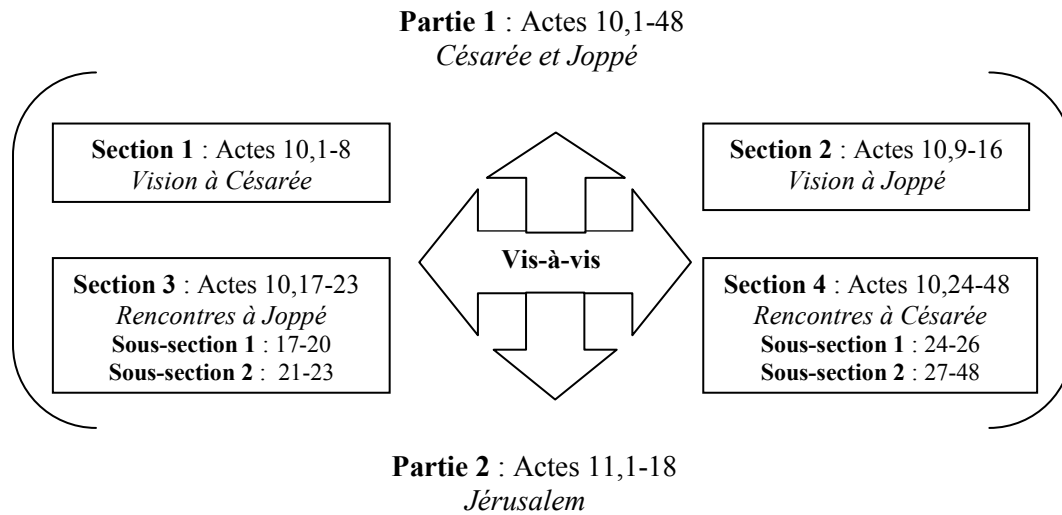 Partie 1 : Actes 10,1-48
Césarée et Joppé
Section 1 : Actes 10,1-8
Vision à Césarée
Section 2 : Actes 10,9-16
Vision à Joppé
Vis-à-vis
Section 3 : Actes 10,17-23
Rencontres à Joppé
Sous-section 1 : 17-20
Sous-section 2 : 21-23
Section 4 : Actes 10,24-48
Rencontres à Césarée
Sous-section 1 : 24-26
Sous-section 2 : 27-48
Partie 2 : Actes 11,1-18
Jérusalem